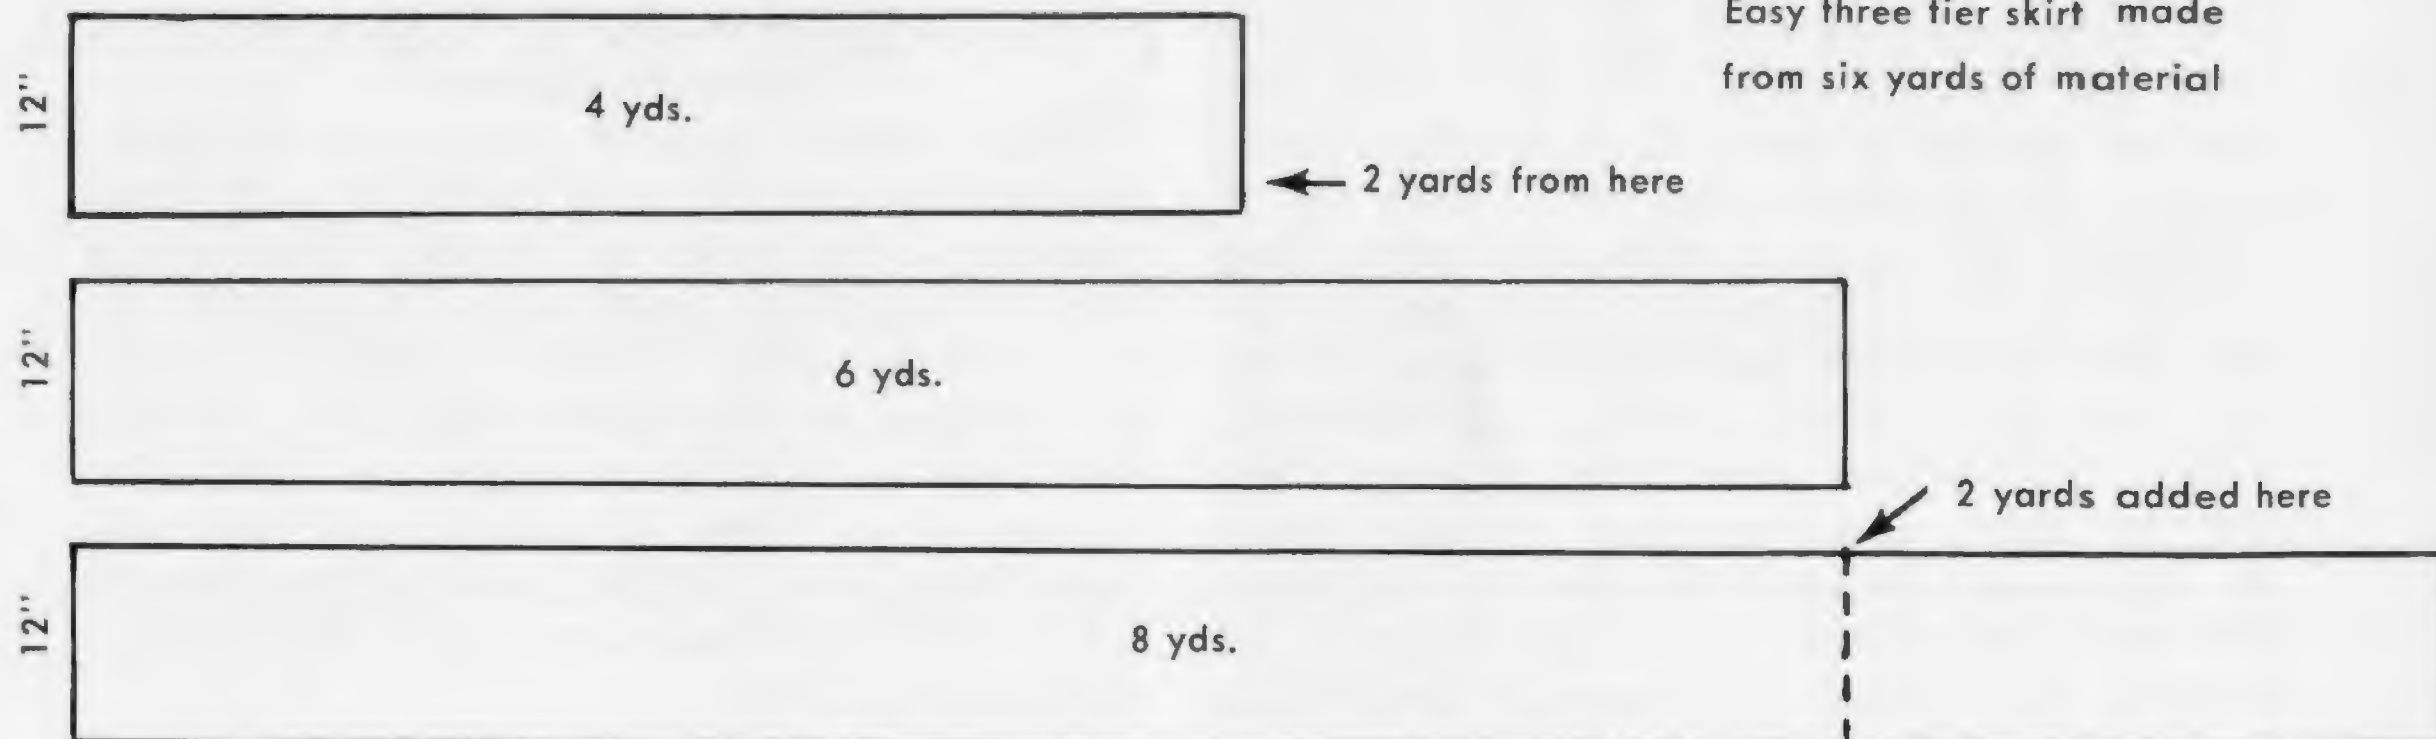 Easy three tier skirt made
from six yards of material
12"
4 yds.
2 yards from here
12"
6 yds.
2 yards added here
12"
8 yds.